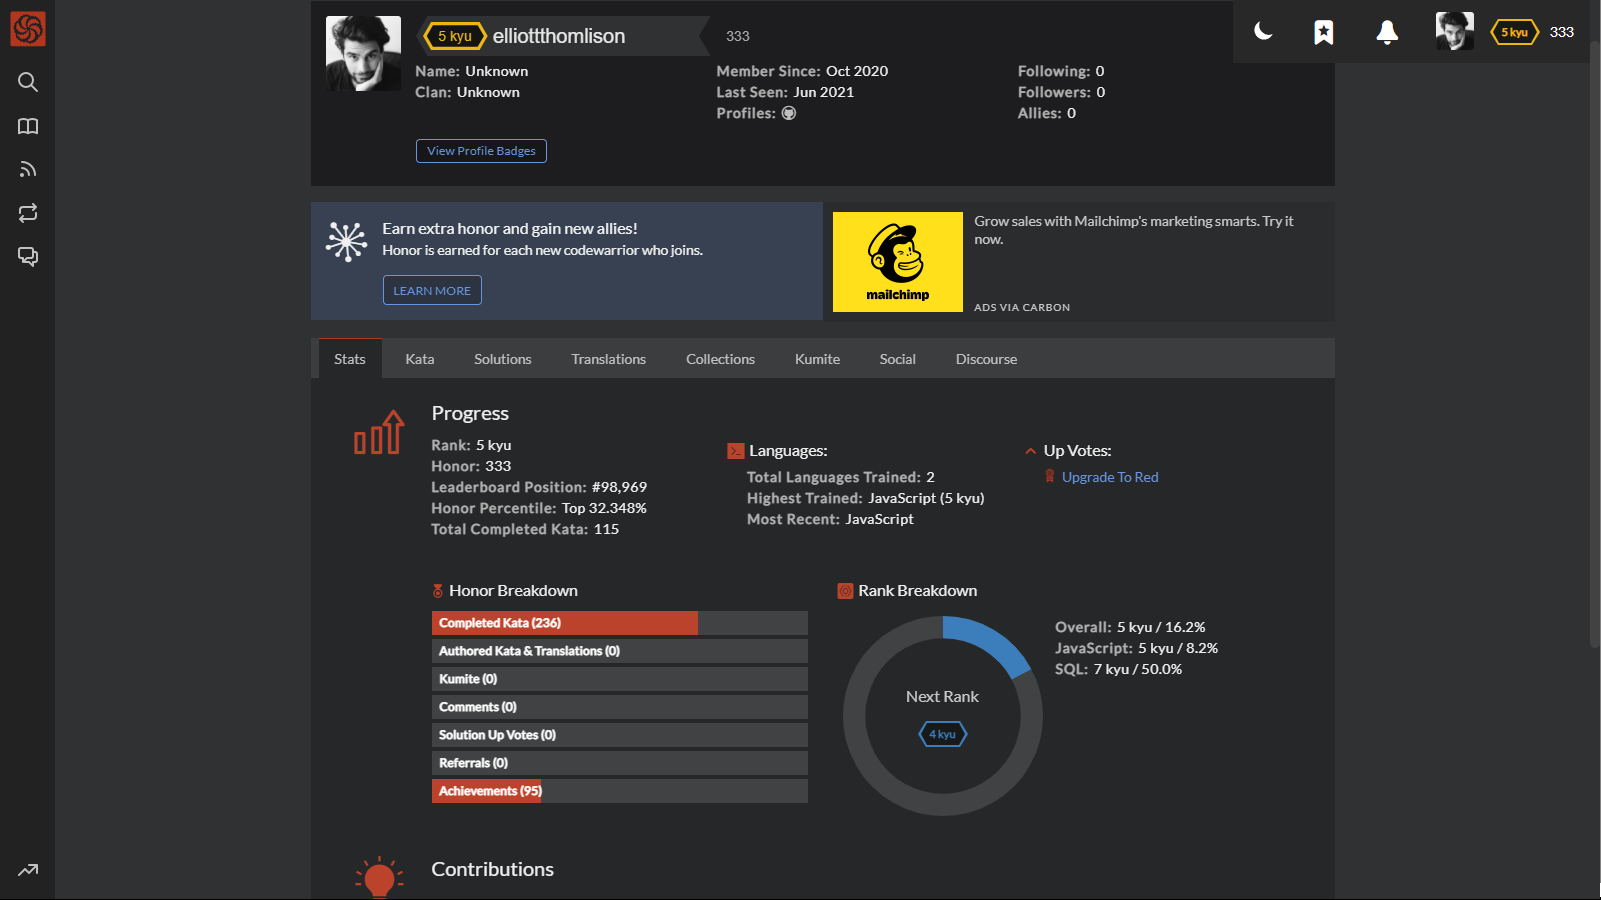 5 kyu elliottthomlison 333
5 kyu 333
Name: Unknown
Clan: Unknown
Member Since: Oct 2020
Last Seen: Jun 2021
Profiles:
Following: 0
Followers: 0
Allies: 0
View Profile Badges
Earn extra honor and gain new allies!
Honor is earned for each new codewarrior who joins.
LEARN MORE
mailchimp
Grow sales with Mailchimp's marketing smarts. Try it
now.
ADS VIA CARBON
Stats Kata Solutions Translations Collections Kumite Social Discourse
Progress
Rank: 5 kyu
Honor: 333
Leaderboard Position: #98,969
Honor Percentile: Top 32.348%
Total Completed Kata: 115
Languages:
Total Languages Trained: 2
Highest Trained: JavaScript (5 kyu)
Most Recent: JavaScript
Up Votes:
Upgrade To Red
Honor Breakdown
Completed Kata (236)
Authored Kata & Translations (0)
Kumite (0)
Comments (0)
Solution Up Votes (0)
Referrals (0)
Achievements (95)
Rank Breakdown
Next Rank
4 kyu
Overall: 5 kyu / 16.2%
JavaScript: 5 kyu / 8.2%
SQL: 7 kyu / 50.0%
Contributions